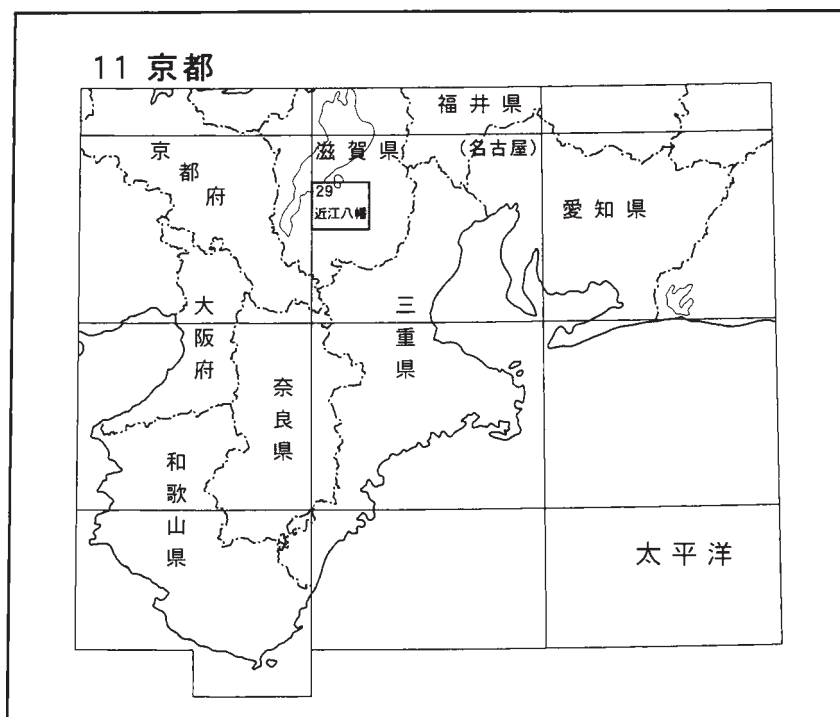 11 京都
福井県
京都府
滋賀県
(名古屋)
29
近江八幡
愛知県
大阪府
三重県
奈良県
和歌山県
太平洋